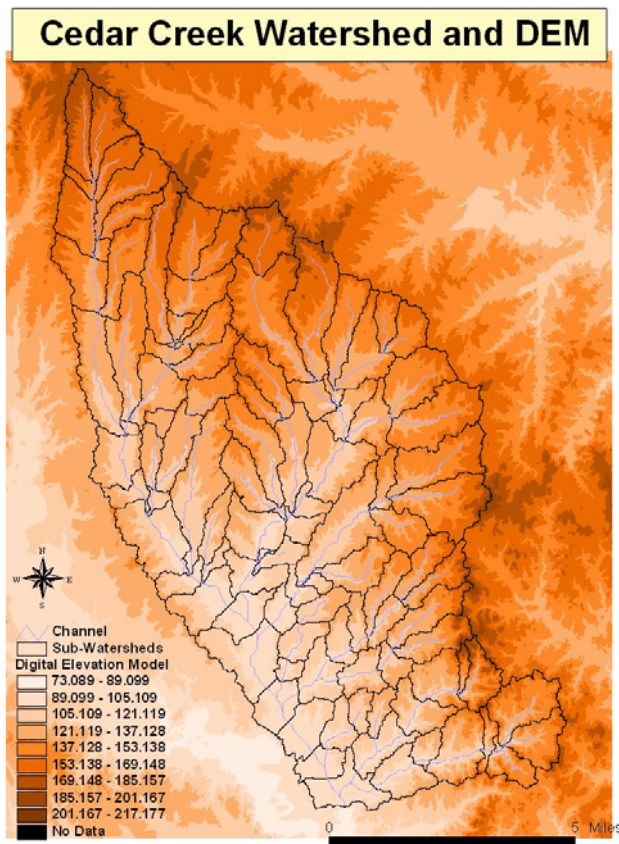 Cedar Creek Watershed and DEM
N
W E
S
Channel
Sub-Watersheds
Digital Elevation Model
73.089 - 89.099
89.099 - 105.109
105.109 - 121.119
121.119 - 137.128
137.128 - 153.138
153.138 - 169.148
169.148 - 185.157
185.157 - 201.167
201.167 - 217.177
No Data
0 5 Miles